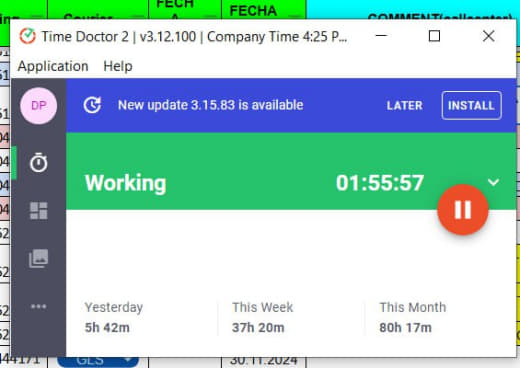 Courier
FECH
A
FECHA
COMMENT(callcenter)
Time Doctor 2 | v3.12.100 | Company Time 4:25 P...
Application Help
DP
New update 3.15.83 is available
LATER
INSTALL
Working
01:55:57
Yesterday
This Week
This Month
5h 42m
37h 20m
80h 17m
444171
GLS
30.11.2024